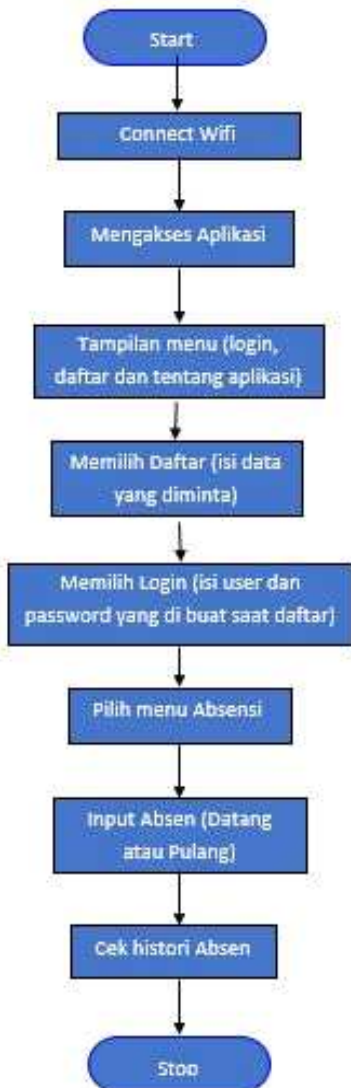 Start
Connect Wifi
Mengakses Aplikasi
Tampilan menu (login,
daftar dan tentang aplikasi)
Memilih Daftar (isi data
yang diminta)
Memilih Login (isi user dan
password yang di buat saat daftar)
Pilih menu Absensi
Input Absen (Datang
atau Pulang)
Cek histori Absen
Stop